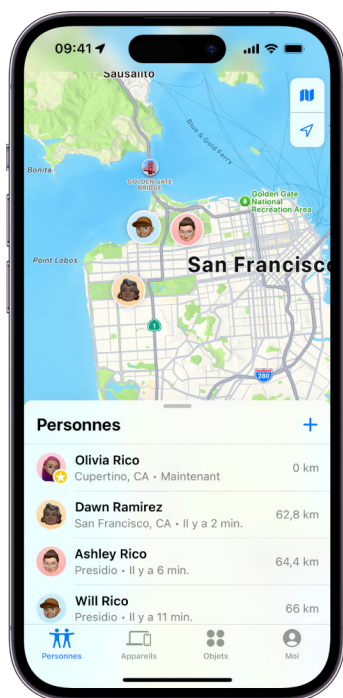 09:41
Sausalito
Blue & Gold Ferry
Bonita
GOLDEN GATE
BRIDGE
Golden Gate
National
Recreation Area
Point Lobos
San Francisco
1
280
Personnes
Olivia Rico
Cupertino, CA • Maintenant
0 km
Dawn Ramirez
San Francisco, CA • Il y a 2 min.
62,8 km
Ashley Rico
Presidio • Il y a 6 min.
64,4 km
Will Rico
Presidio • Il y a 11 min.
66 km
Personnes
Appareils
Objets
Moi